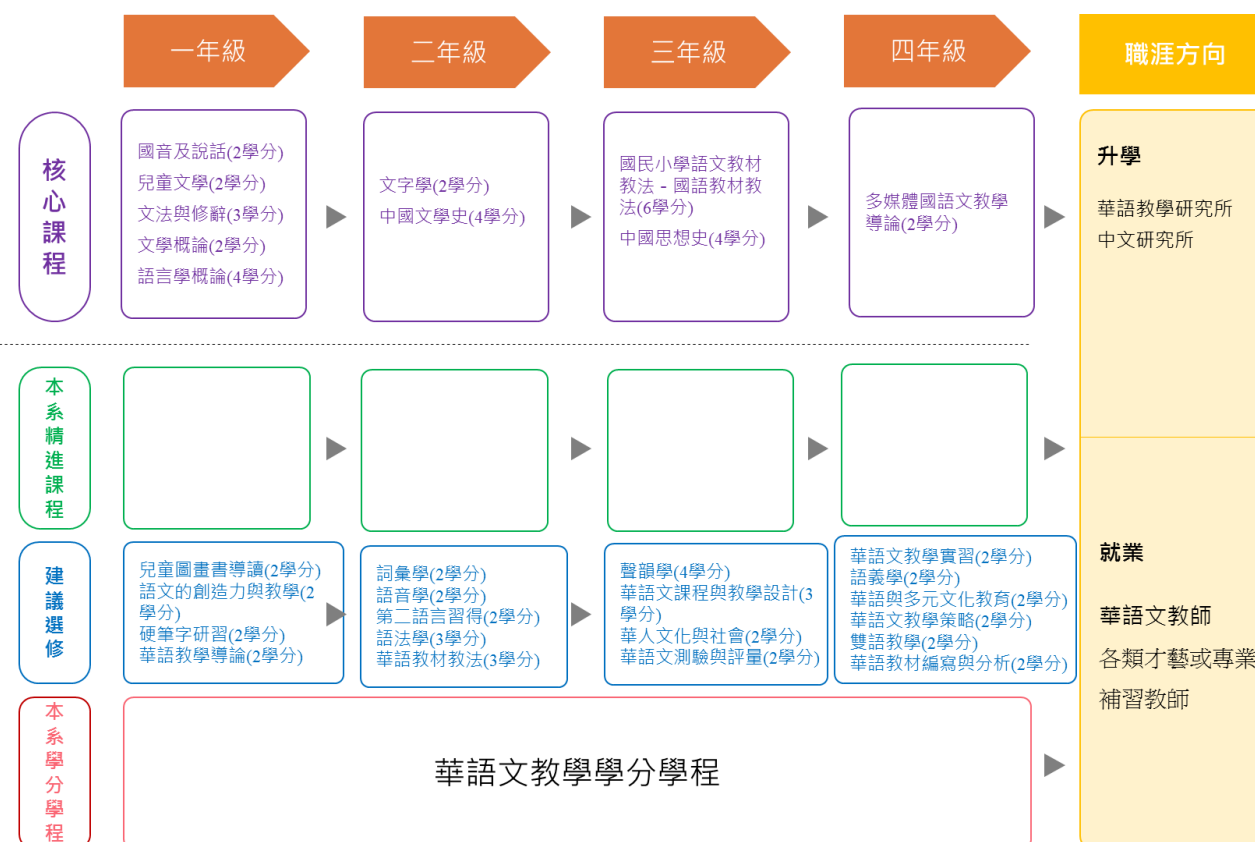 一年級
二年級
三年級
四年級
職涯方向
核心課程
國音及說話(2學分)
兒童文學(2學分)
文法與修辭(3學分)
文學概論(2學分)
語言學概論(4學分)
文字學(2學分)
中國文學史(4學分)
國民小學語文教材
教法－國語教材教
法(6學分)
中國思想史(4學分)
多媒體國語文教學
導論(2學分)
升學
華語教學研究所
中文研究所
本系精進課程
建議選修
兒童圖畫書導讀(2學分)
語文的創造力與教學(2
學分)
硬筆字研習(2學分)
華語教學導論(2學分)
詞彙學(2學分)
語音學(2學分)
第二語言習得(2學分)
語法學(3學分)
華語教材教法(3學分)
聲韻學(4學分)
華語文課程與教學設計(3
學分)
華人文化與社會(2學分)
華語文測驗與評量(2學分)
華語文教學實習(2學分)
語義學(2學分)
華語與多元文化教育(2學分)
華語文教學策略(2學分)
雙語教學(2學分)
華語教材編寫與分析(2學分)
就業
華語文教師
各類才藝或專業
補習教師
本系學分學程
華語文教學學分學程